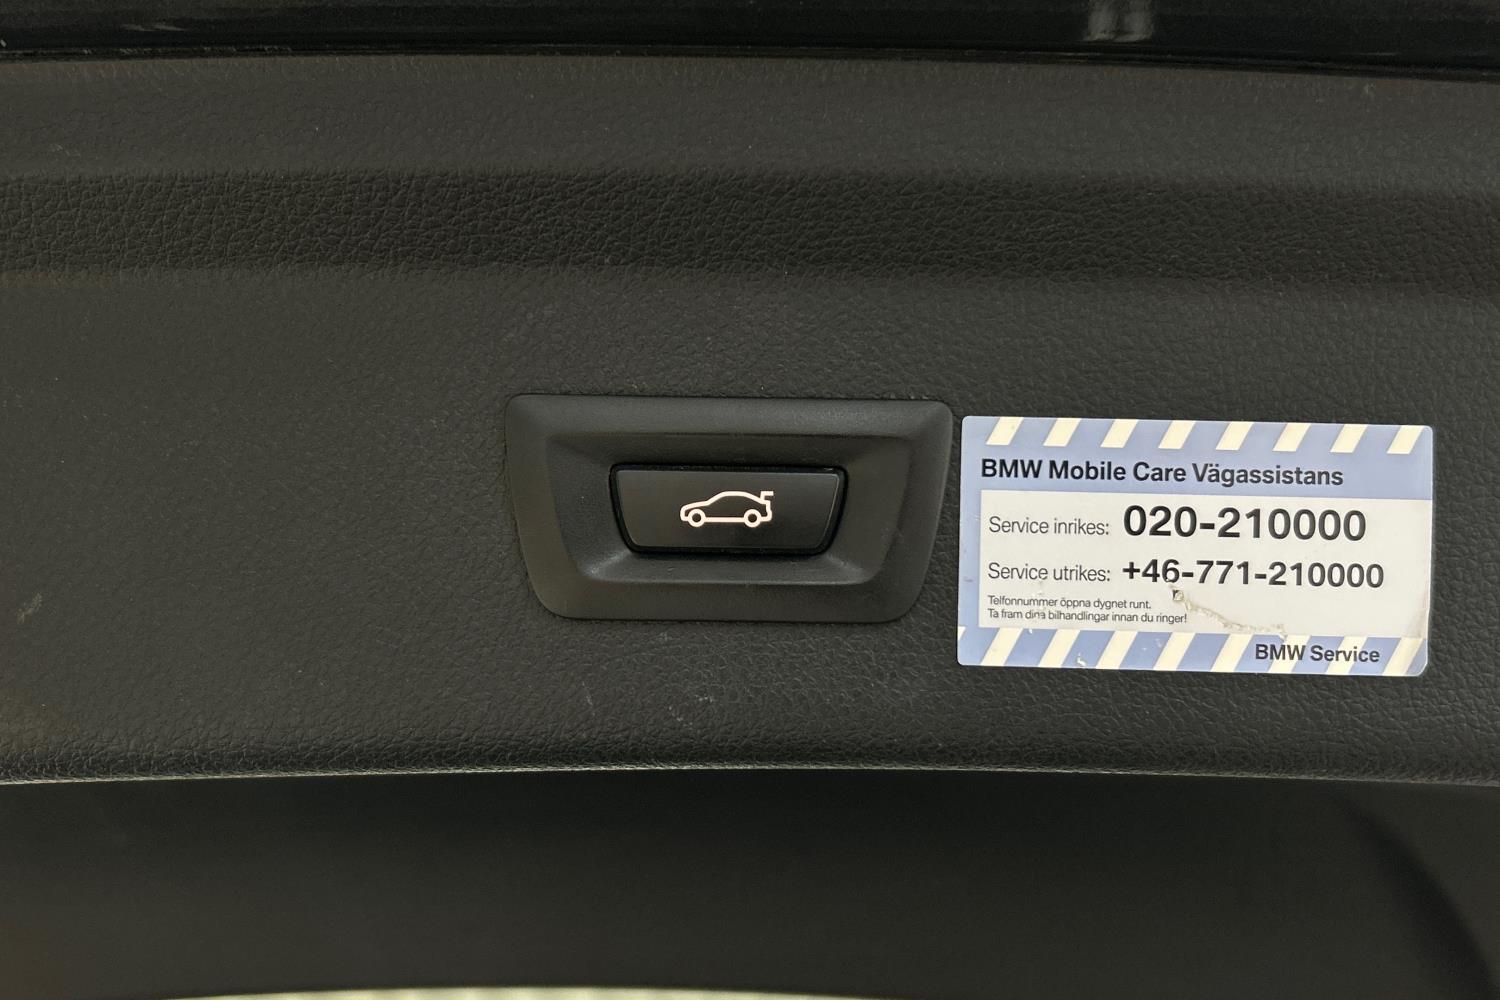 BMW Mobile Care Vägassistans
Service inrikes: 020-210000
Service utrikes: +46-771-210000
Telfonnummer öppna dygnet runt.
Ta fram dina bilhandlingar innan du ringer!
BMW Service